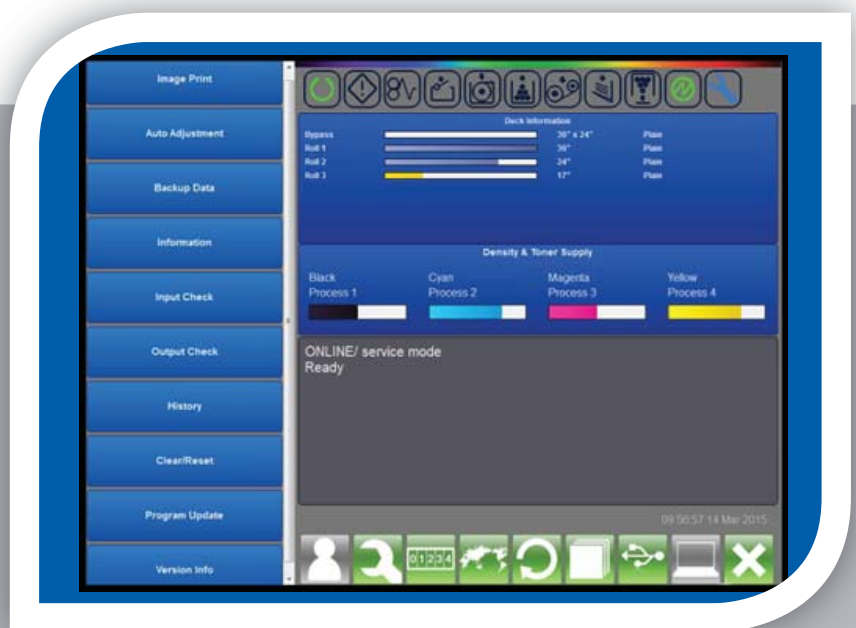 Image Print
Auto Adjustment
Backup Data
Information
Input Check
Output Check
History
Clear/Reset
Program Update
Version Info
Deck Information
Bypass 36" x 24" Plain
Roll 1 36" Plain
Roll 2 24" Plain
Roll 3 17" Plain
Density & Toner Supply
Black Cyan Magenta Yellow
Process 1 Process 2 Process 3 Process 4
ONLINE/ service mode
Ready
09:56:57 14 Mar 2015
01234